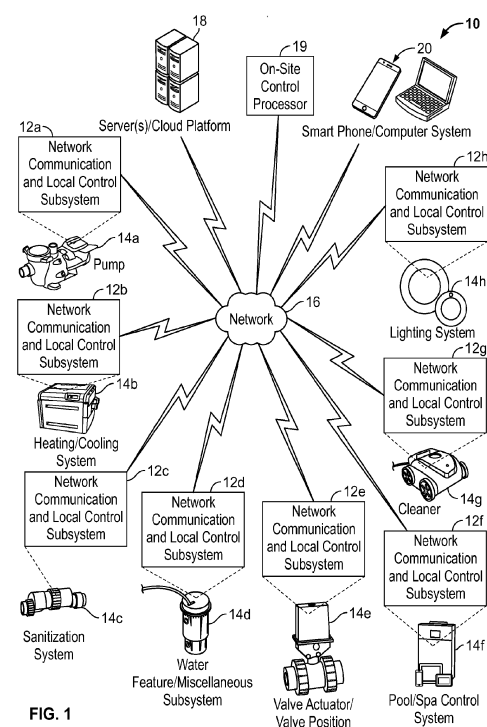 18
19
20
10
On-Site
Control
Processor
Server(s)/Cloud Platform
Smart Phone/Computer System
12a
Network
Communication
and Local Control
Subsystem
14a
Pump
12b
Network
Communication
and Local Control
Subsystem
14b
Heating/Cooling
System
12c
Network
Communication
and Local Control
Subsystem
14c
Sanitization
System
12d
Network
Communication
and Local Control
Subsystem
14d
Water
Feature/Miscellaneous
Subsystem
12e
Network
Communication
and Local Control
Subsystem
14e
Valve Actuator/
Valve Position
12f
Network
Communication
and Local Control
Subsystem
14f
Pool/Spa Control
System
12g
Network
Communication
and Local Control
Subsystem
14g
Cleaner
12h
Network
Communication
and Local Control
Subsystem
14h
Lighting System
16
Network
FIG. 1